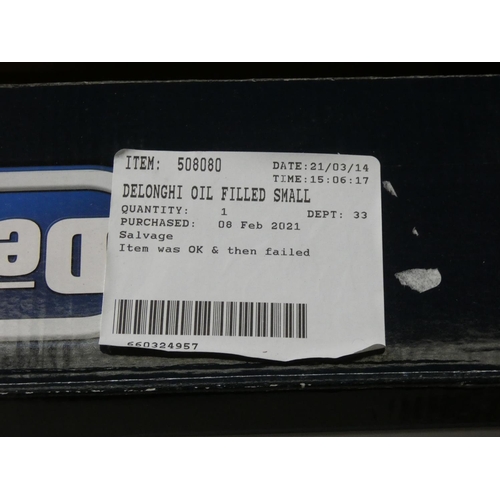 ITEM: 508080 DATE:21/03/14
TIME:15:06:17
DELONGHI OIL FILLED SMALL
QUANTITY: 1 DEPT: 33
PURCHASED: 08 Feb 2021
Salvage
Item was OK & then failed
660324957
De